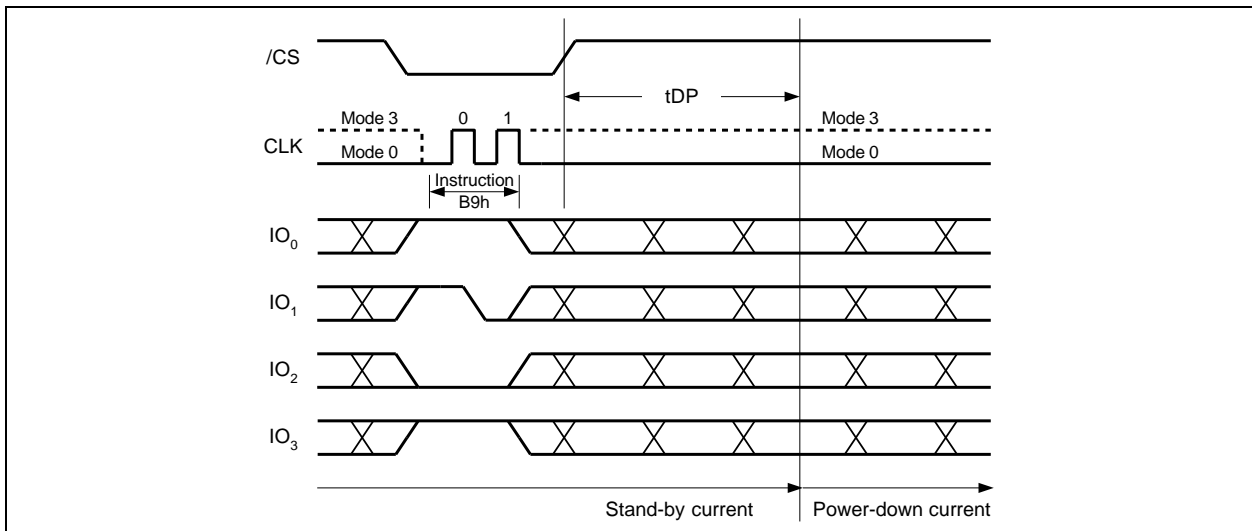 /CS
tDP
Mode 3 0 1 Mode 3
CLK
Mode 0 Mode 0
Instruction
B9h
IO0
IO1
IO2
IO3
Stand-by current Power-down current